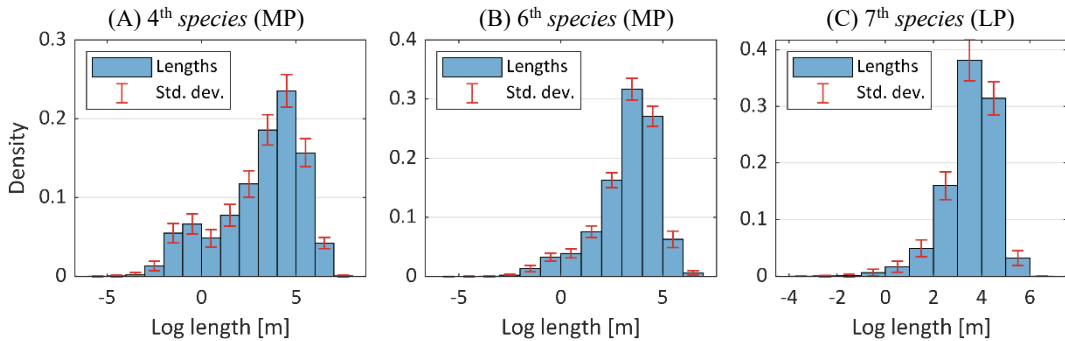 (A) 4th species (MP)
(B) 6th species (MP)
(C) 7th species (LP)
Density
0.3
0.2
0.1
0
Lengths
Std. dev.
-5
0
5
Log length [m]
0.4
0.3
0.2
0.1
0
Lengths
Std. dev.
-5
0
5
Log length [m]
0.4
0.3
0.2
0.1
0
Lengths
Std. dev.
-4
-2
0
2
4
6
Log length [m]